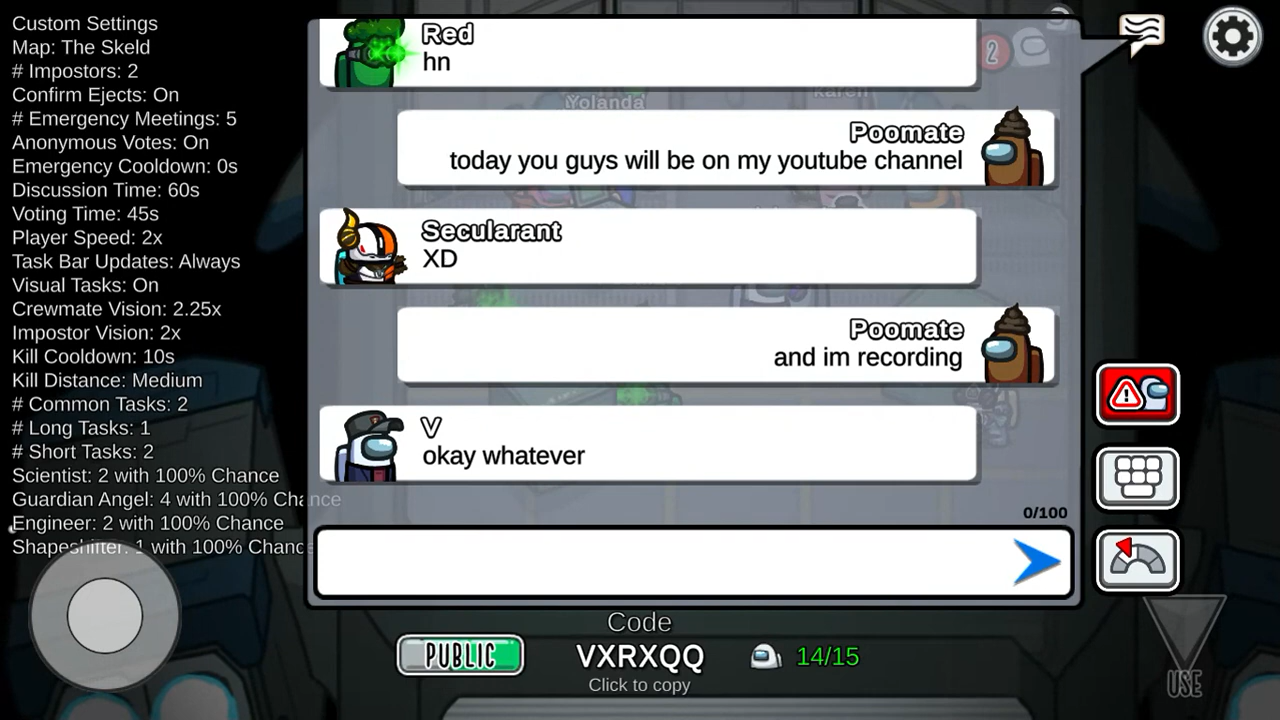 Custom Settings
Map: The Skeld
# Impostors: 2
Confirm Ejects: On
# Emergency Meetings: 5
Anonymous Votes: On
Emergency Cooldown: 0s
Discussion Time: 60s
Voting Time: 45s
Player Speed: 2x
Task Bar Updates: Always
Visual Tasks: On
Crewmate Vision: 2.25x
Impostor Vision: 2x
Kill Cooldown: 10s
Kill Distance: Medium
# Common Tasks: 2
# Long Tasks: 1
# Short Tasks: 2
Scientist: 2 with 100% Chance
Guardian Angel: 4 with 100% Chance
Engineer: 2 with 100% Chance
Shapeshifter: 1 with 100% Chance
Red
hn
2
Yolanda
karen
Poomate
today you guys will be on my youtube channel
Secularant
XD
Poomate
and im recording
V
okay whatever
0/100
Code
PUBLIC
VXRXQQ
14/15
Click to copy
USE